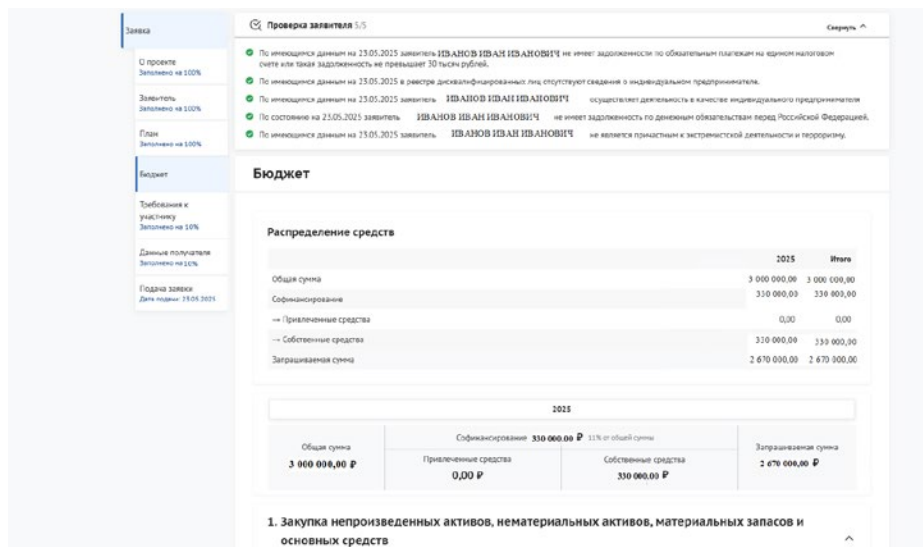 Заявка
О проекте
Заполнено на 100%
Заявитель
Заполнено на 100%
План
Заполнено на 100%
Бюджет
Требования к
участнику
Заполнено на 10%
Данные получателя
Заполнено на 10%
Подача заявки
Дата подачи: 23.05.2025
Проверка заявителя 5/5
Свернуть
По имеющимся данным на 23.05.2025 заявитель ИВАНОВ ИВАН ИВАНОВИЧ не имеет задолженности по обязательным платежам на едином налоговом
счете или такая задолженность не превышает 30 тысяч рублей.
По имеющимся данным на 23.05.2025 в реестре дисквалифицированных лиц отсутствуют сведения о индивидуальном предпринимателе.
По имеющимся данным на 23.05.2025 заявитель ИВАНОВ ИВАН ИВАНОВИЧ осуществляет деятельность в качестве индивидуального предпринимателя
По состоянию на 23.05.2025 заявитель ИВАНОВ ИВАН ИВАНОВИЧ не имеет задолженность по денежным обязательствам перед Российской Федерацией.
По имеющимся данным на 23.05.2025 заявитель ИВАНОВ ИВАН ИВАНОВИЧ не является причастным к экстремистской деятельности и терроризму.
Бюджет
Распределение средств
2025 Итого
Общая сумма 3 000 000,00 3 000 000,00
Софинансирование 330 000,00 330 000,00
→ Привлеченные средства 0,00 0,00
→ Собственные средства 330 000,00 330 000,00
Запрашиваемая сумма 2 670 000,00 2 670 000,00
2025
Общая сумма
3 000 000,00 ₽
Софинансирование 330 000.00 ₽ 11% от общей суммы
Привлеченные средства
0,00 ₽
Собственные средства
330 000,00 ₽
Запрашиваемая сумма
2 670 000,00 ₽
1. Закупка непроизведенных активов, нематериальных активов, материальных запасов и
основных средств